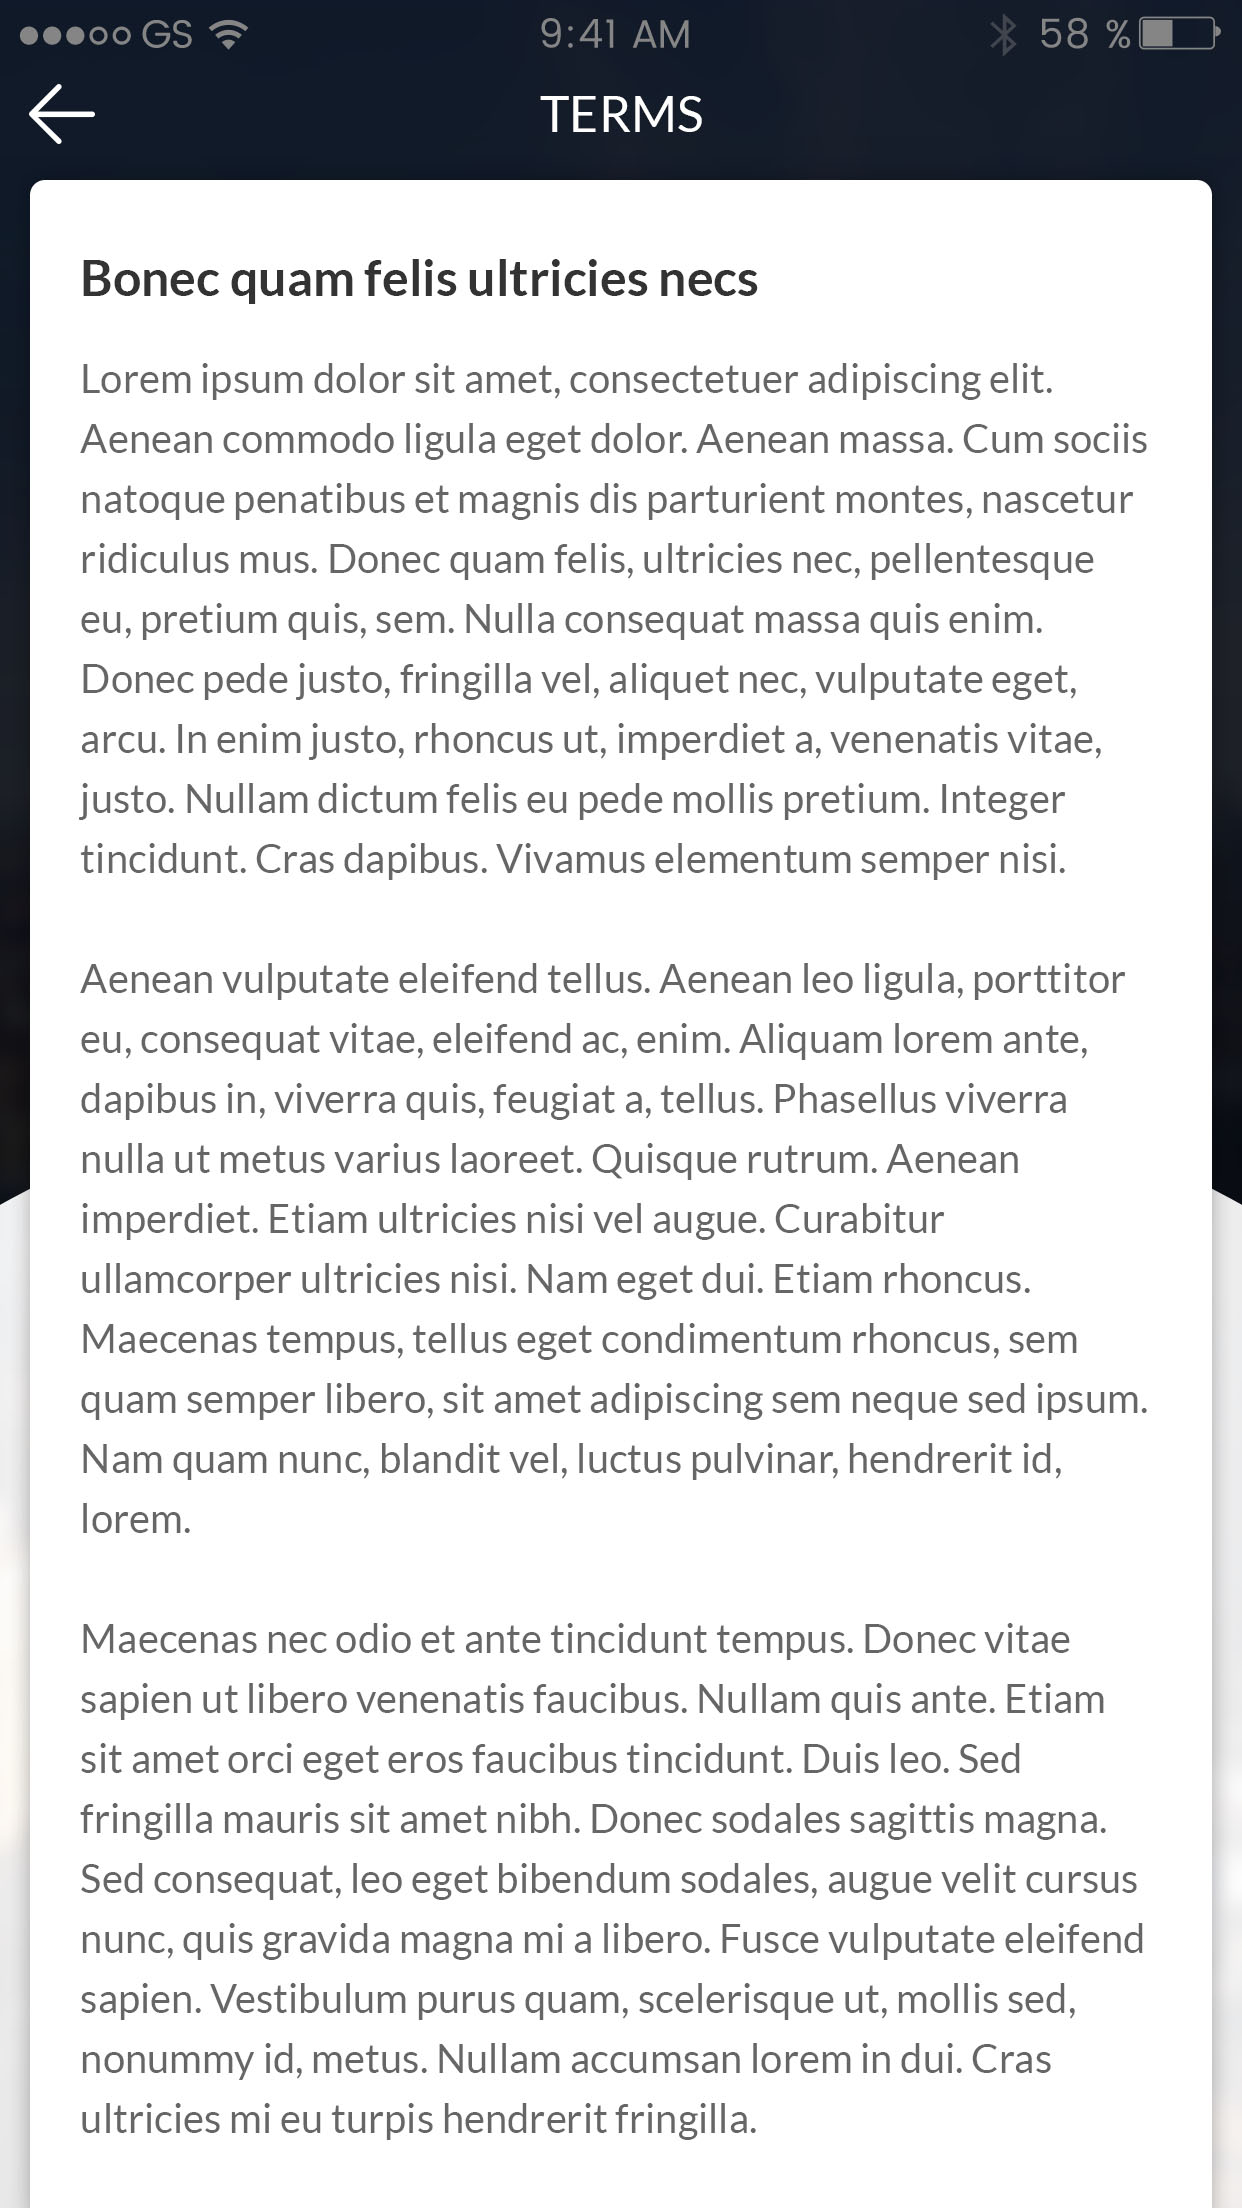 GS 9:41 AM 58 %
TERMS
Bonec quam felis ultricies necs
Lorem ipsum dolor sit amet, consectetuer adipiscing elit.
Aenean commodo ligula eget dolor. Aenean massa. Cum sociis
natoque penatibus et magnis dis parturient montes, nascetur
ridiculus mus. Donec quam felis, ultricies nec, pellentesque
eu, pretium quis, sem. Nulla consequat massa quis enim.
Donec pede justo, fringilla vel, aliquet nec, vulputate eget,
arcu. In enim justo, rhoncus ut, imperdiet a, venenatis vitae,
justo. Nullam dictum felis eu pede mollis pretium. Integer
tincidunt. Cras dapibus. Vivamus elementum semper nisi.
Aenean vulputate eleifend tellus. Aenean leo ligula, porttitor
eu, consequat vitae, eleifend ac, enim. Aliquam lorem ante,
dapibus in, viverra quis, feugiat a, tellus. Phasellus viverra
nulla ut metus varius laoreet. Quisque rutrum. Aenean
imperdiet. Etiam ultricies nisi vel augue. Curabitur
ullamcorper ultricies nisi. Nam eget dui. Etiam rhoncus.
Maecenas tempus, tellus eget condimentum rhoncus, sem
quam semper libero, sit amet adipiscing sem neque sed ipsum.
Nam quam nunc, blandit vel, luctus pulvinar, hendrerit id,
lorem.
Maecenas nec odio et ante tincidunt tempus. Donec vitae
sapien ut libero venenatis faucibus. Nullam quis ante. Etiam
sit amet orci eget eros faucibus tincidunt. Duis leo. Sed
fringilla mauris sit amet nibh. Donec sodales sagittis magna.
Sed consequat, leo eget bibendum sodales, augue velit cursus
nunc, quis gravida magna mi a libero. Fusce vulputate eleifend
sapien. Vestibulum purus quam, scelerisque ut, mollis sed,
nonummy id, metus. Nullam accumsan lorem in dui. Cras
ultricies mi eu turpis hendrerit fringilla.